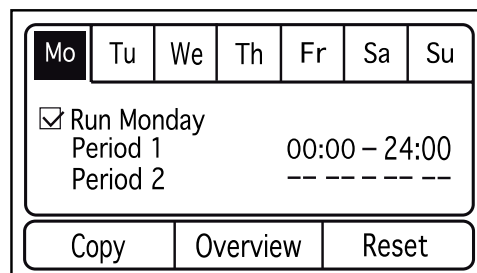 Mo Tu We Th Fr Sa Su
Run Monday
Period 1 00:00 – 24:00
Period 2 –– –– – –– ––
Copy Overview Reset